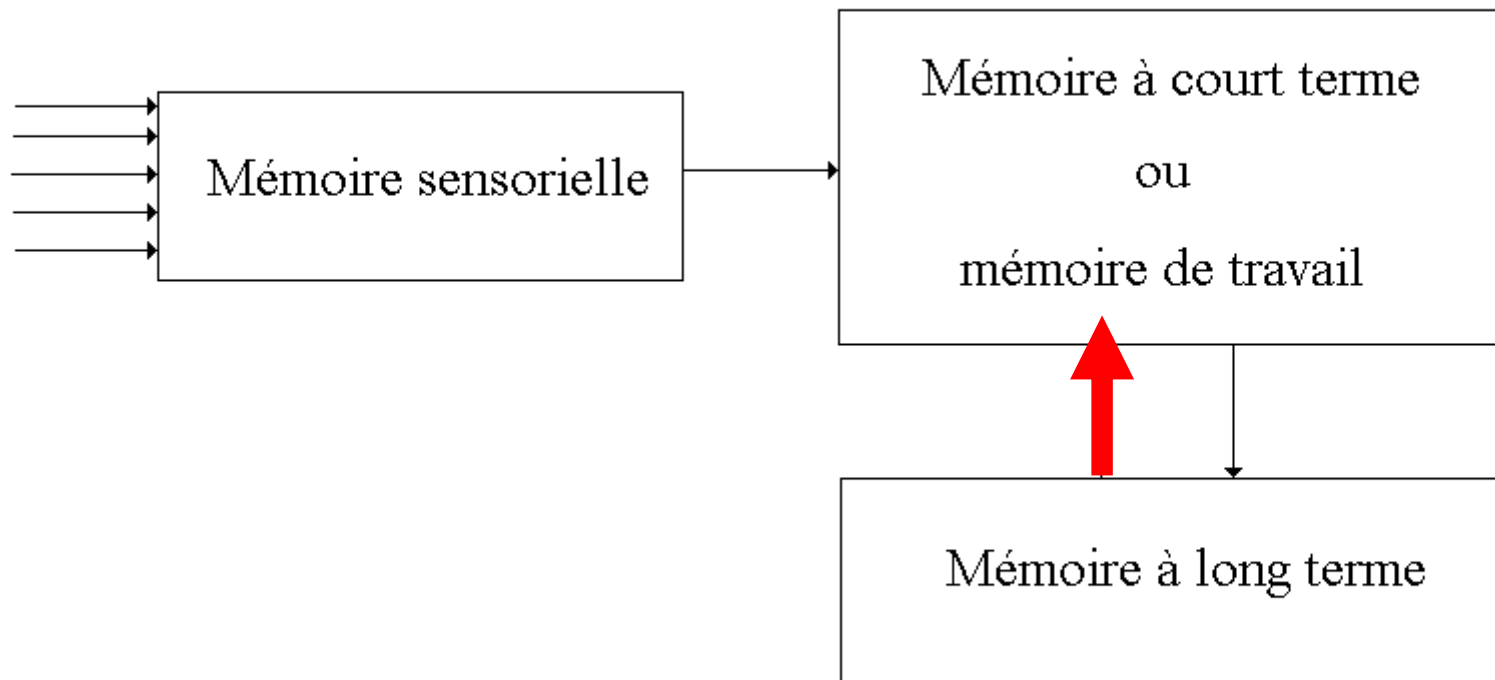 Mémoire sensorielle
Mémoire à court terme
ou
mémoire de travail
Mémoire à long terme